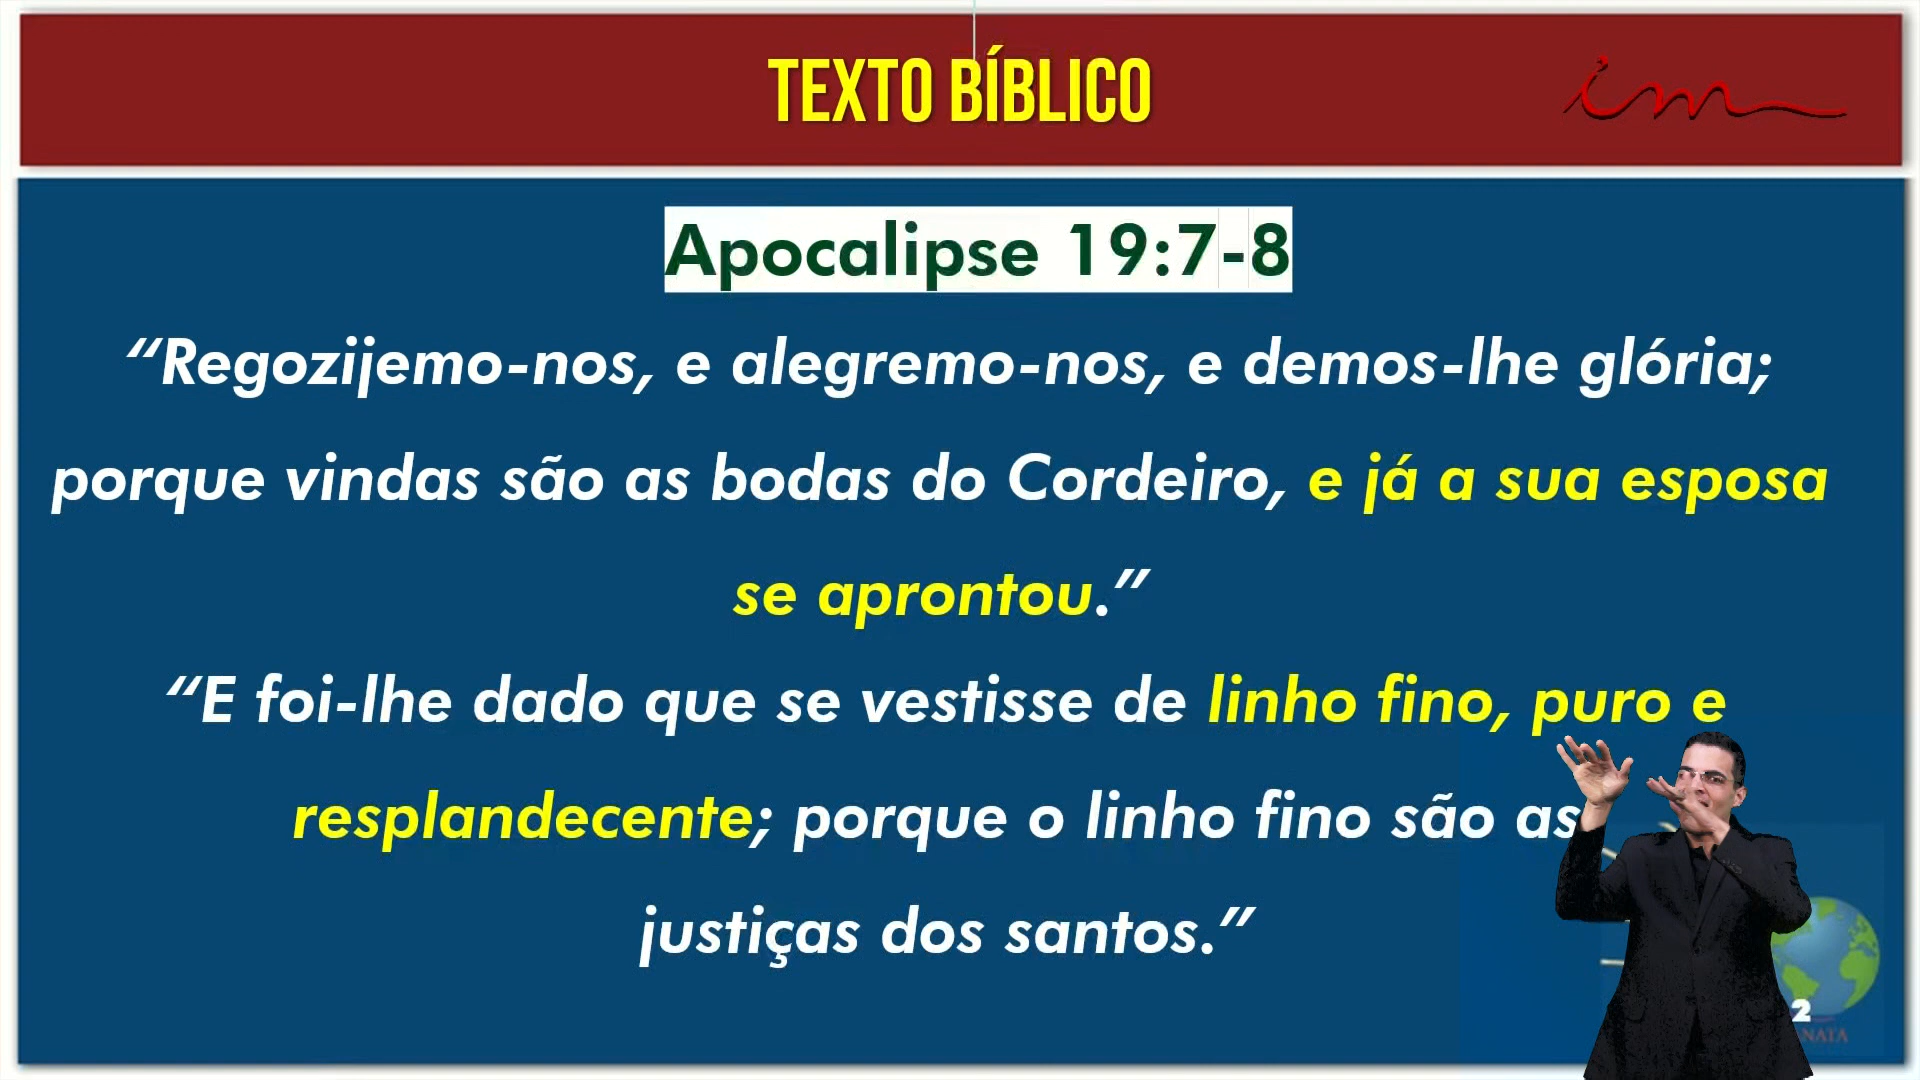 TEXTO BÍBLICO
im
Apocalipse 19:7-8
“Regozijemo-nos, e alegremo-nos, e demos-lhe glória;
porque vindas são as bodas do Cordeiro, e já a sua esposa
se aprontou.”
“E foi-lhe dado que se vestisse de linho fino, puro e
resplandecente; porque o linho fino são as
justiças dos santos.”
2